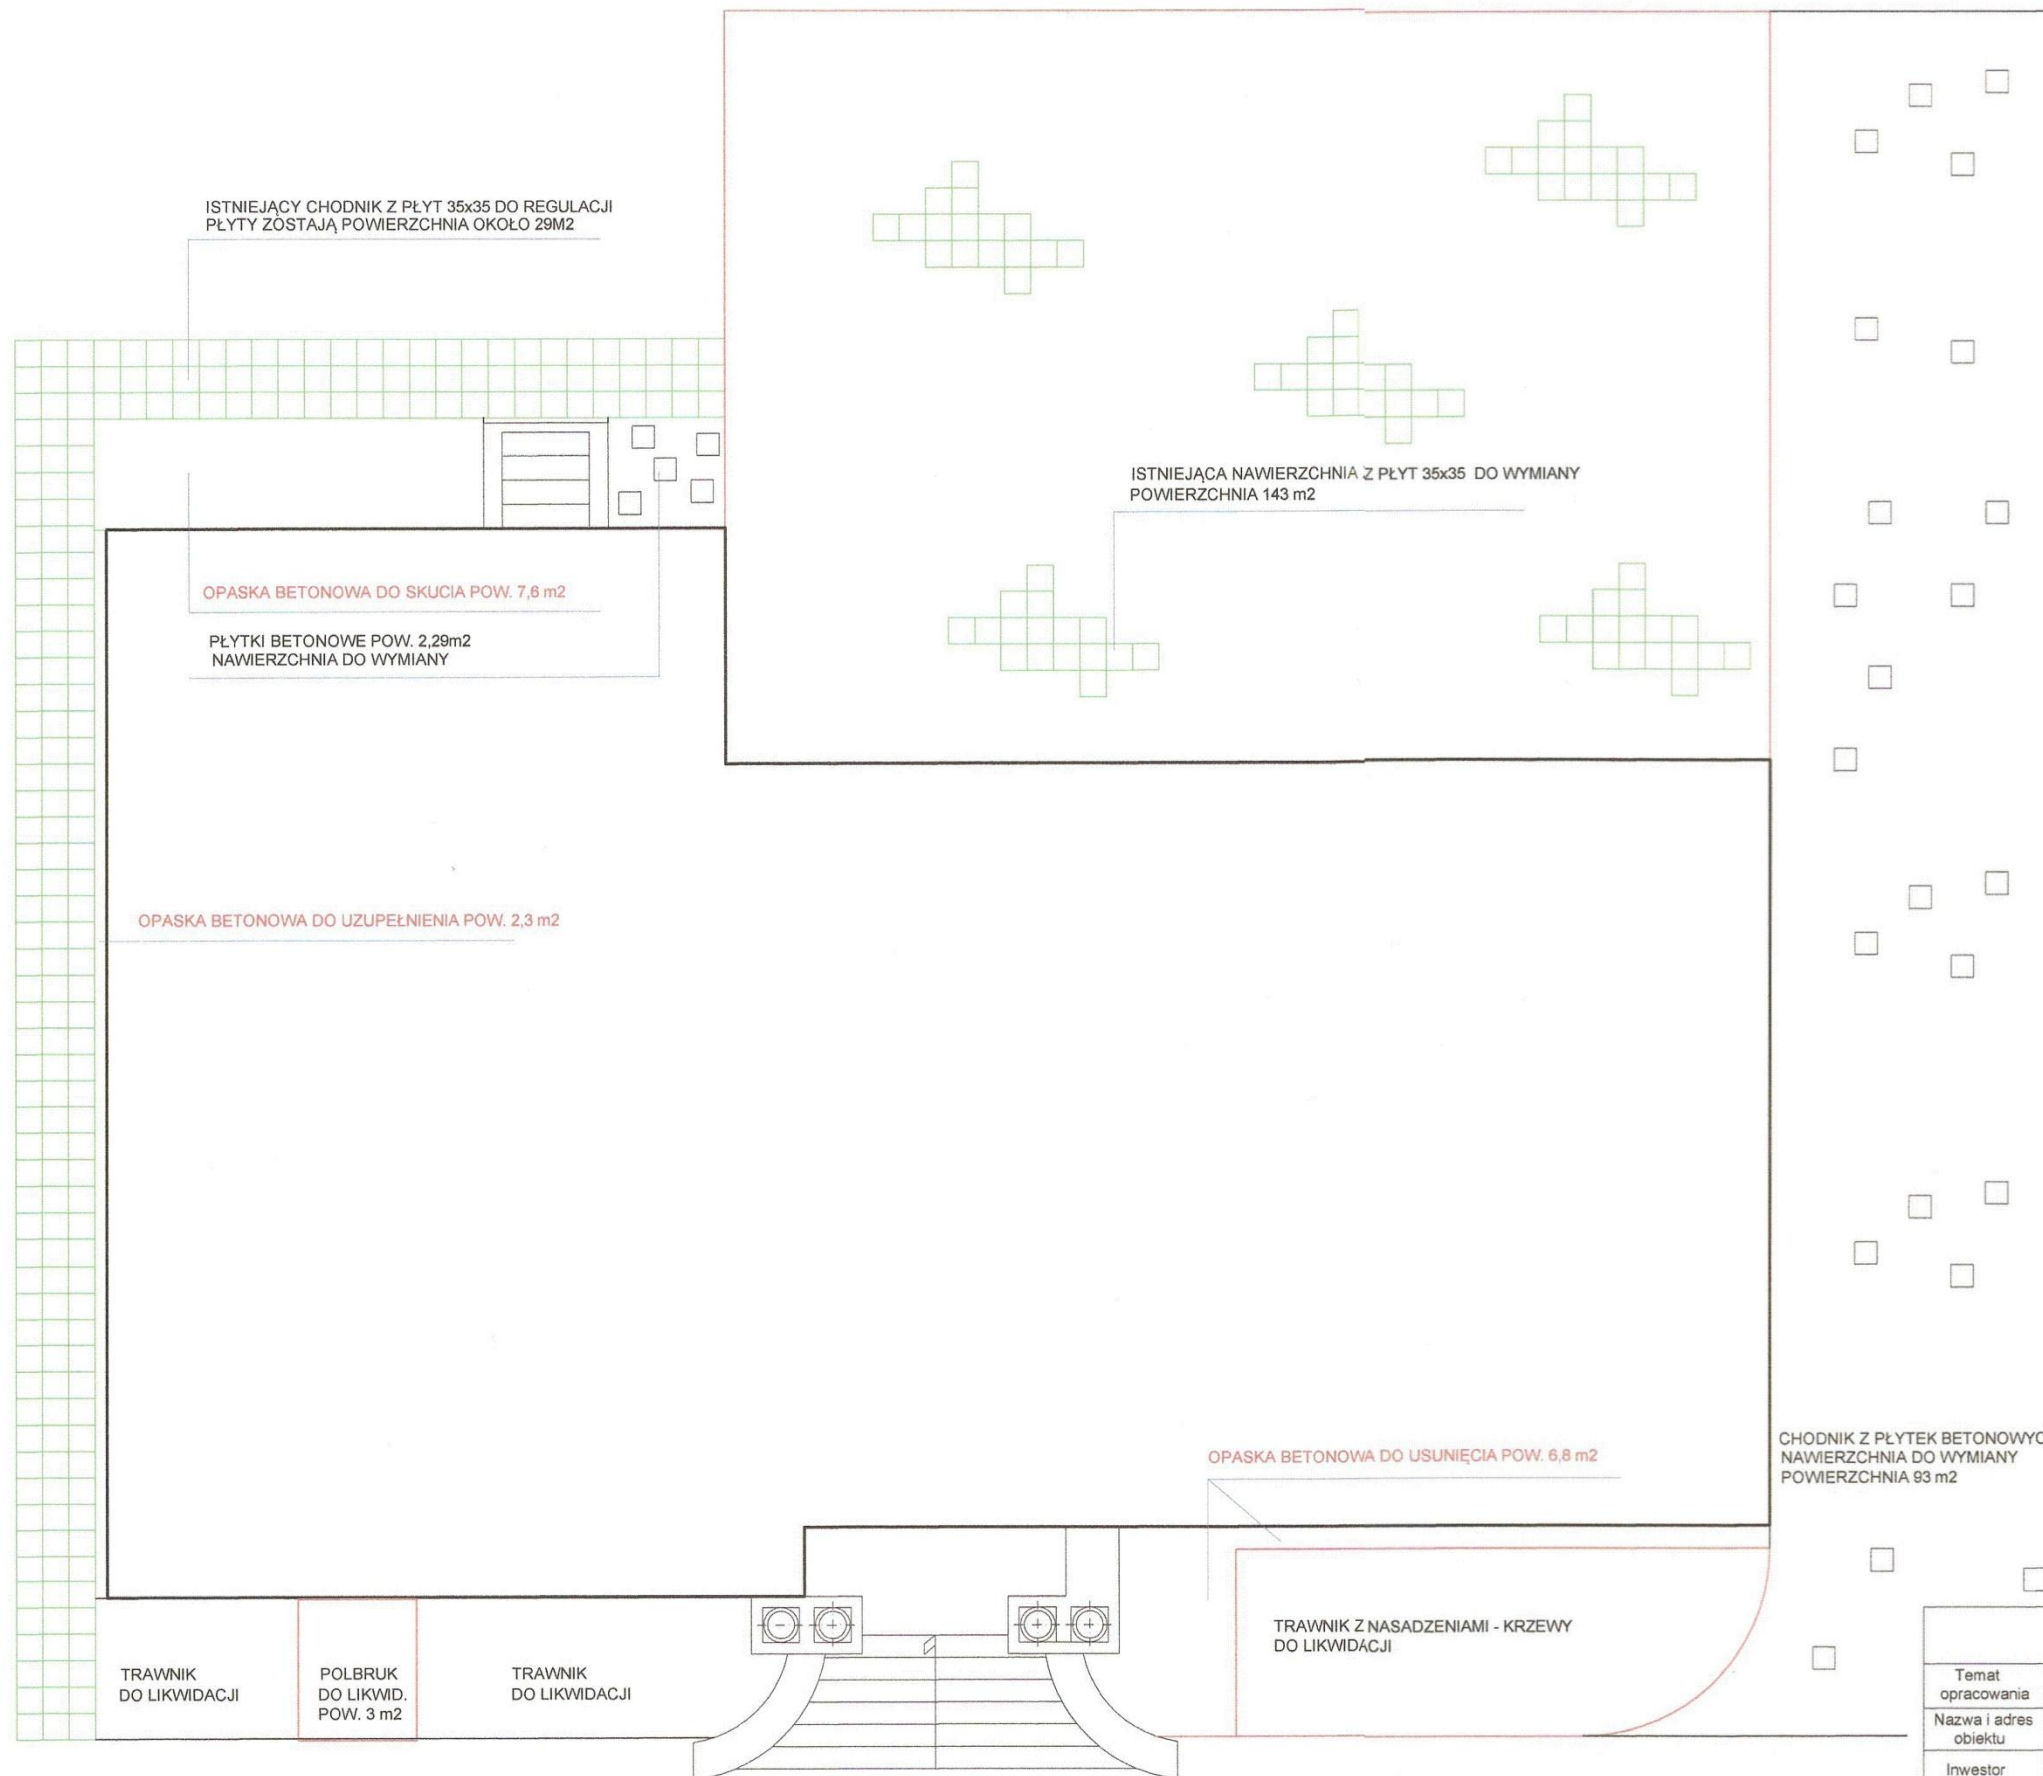 ISTNIEJĄCY CHODNIK Z PŁYT 35x35 DO REGULACJI
PŁYTY ZOSTAJĄ POWIERZCHNIA OKOŁO 29M2
ISTNIEJĄCA NAWIERZCHNIA Z PŁYT 35x35 DO WYMIANY
POWIERZCHNIA 143 m2
OPASKA BETONOWA DO SKUCIA POW. 7,6 m2
PŁYTKI BETONOWE POW. 2,29m2
NAWIERZCHNIA DO WYMIANY
OPASKA BETONOWA DO UZUPEŁNIENIA POW. 2,3 m2
OPASKA BETONOWA DO USUNIĘCIA POW. 6,8 m2
CHODNIK Z PŁYTEK BETONOWYC
NAWIERZCHNIA DO WYMIANY
POWIERZCHNIA 93 m2
TRAWNIK
DO LIKWIDACJI
POLBRUK
DO LIKWID.
POW. 3 m2
TRAWNIK
DO LIKWIDACJI
TRAWNIK Z NASADZENIAMI - KRZEWY
DO LIKWIDACJI
Temat
opracowania
Nazwa i adres
obiektu
Inwestor